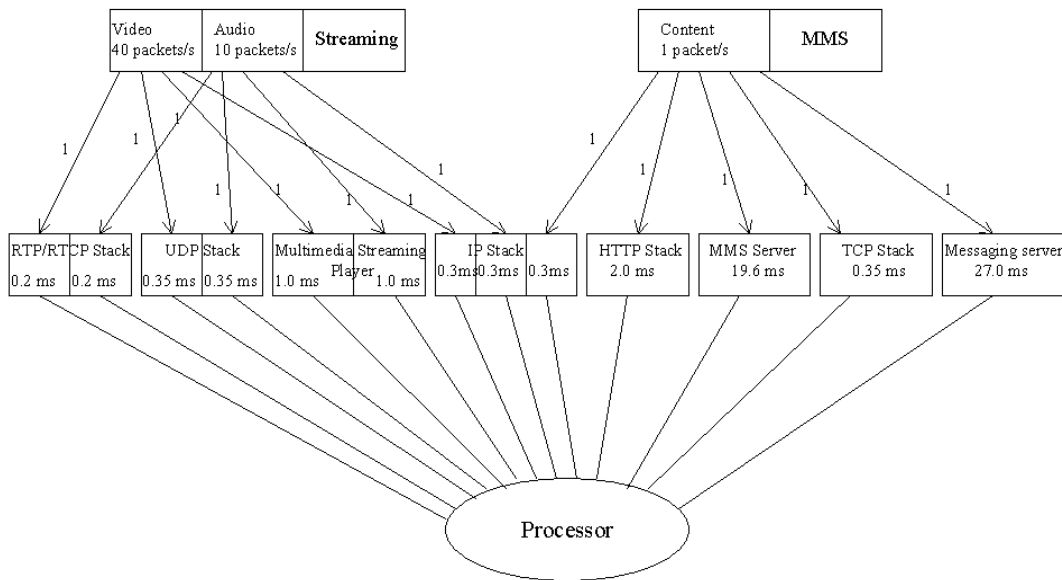 Video
40 packets/s
Audio
10 packets/s
Streaming
Content
1 packet/s
MMS
1
1
1
1
1
1
1
1
1
1
1
1
1
RTP/RTCP Stack
0.2 ms
0.2 ms
UDP Stack
0.35 ms
0.35 ms
Multimedia Streaming
Player
1.0 ms
1.0 ms
IP Stack
0.3ms
0.3ms
0.3ms
HTTP Stack
2.0 ms
MMS Server
19.6 ms
TCP Stack
0.35 ms
Messaging server
27.0 ms
Processor